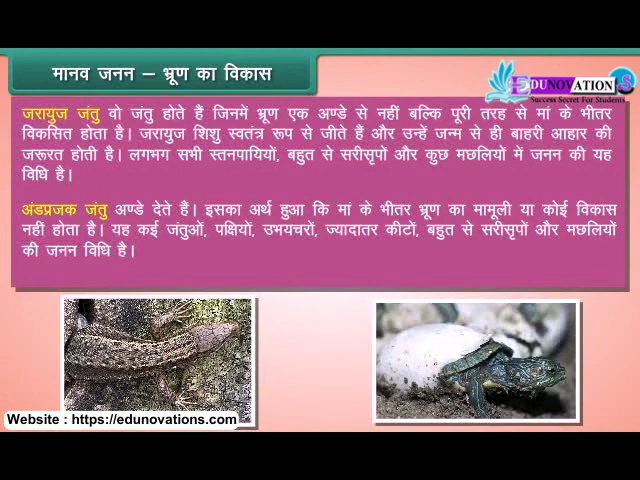 मानव जनन – भ्रूण का विकास
EDUNOVATIONS
Success Secret For Students
जरायुज जंतु वो जंतु होते हैं जिनमें भ्रूण एक अण्डे से नहीं बल्कि पूरी तरह से मां के भीतर
विकसित होता है। जरायुज शिशु स्वतंत्र रूप से जीते हैं और उन्हें जन्म से ही बाहरी आहार की
जरूरत होती है। लगभग सभी स्तनपायियों, बहुत से सरीसृपों और कुछ मछलियों में जनन की यह
विधि है।
अंडप्रजक जंतु अण्डे देते हैं। इसका अर्थ हुआ कि मां के भीतर भ्रूण का मामूली या कोई विकास
नहीं होता है। यह कई जंतुओं, पक्षियों, उभयचरों, ज्यादातर कीटों, बहुत से सरीसृपों और मछलियों
की जनन विधि है।
Website : https://edunovations.com